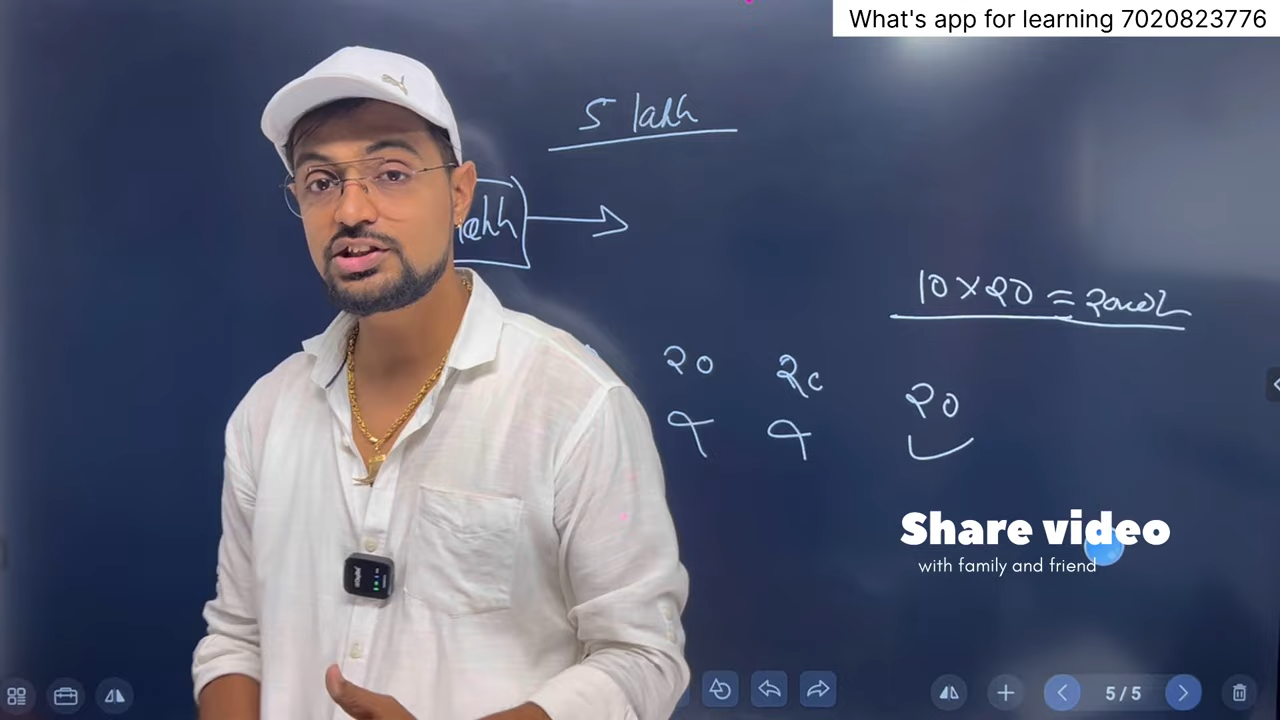 What's app for learning 7020823776
5 lakh
lakh
10 × 20 =
20 20 20
Share video
with family and friend
5/5